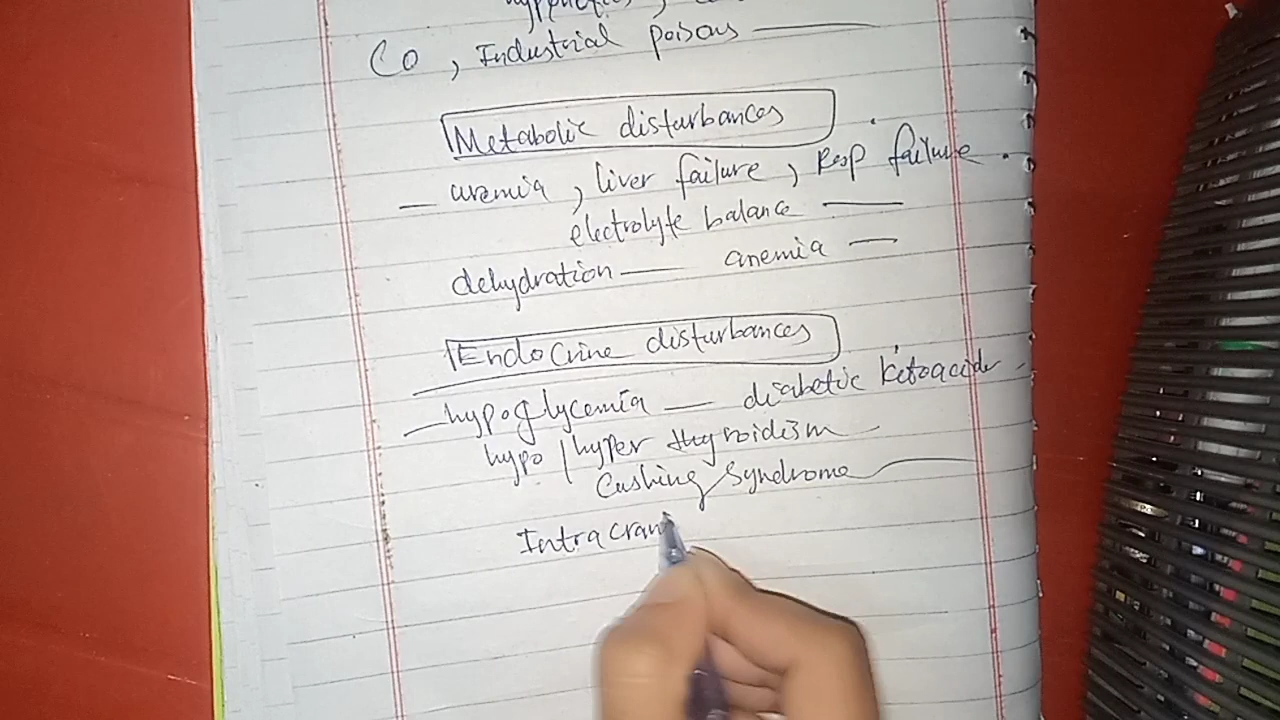 Co, Industrial poisons —
Metabolic disturbances
— uremia, liver failure, Resp failure.
electrolyte balance —
dehydration — anemia —
Endocrine disturbances
— hypoglycemia — diabetic ketoacido
hypo / hyper thyroidism -
Cushing syndrome —
Intracran